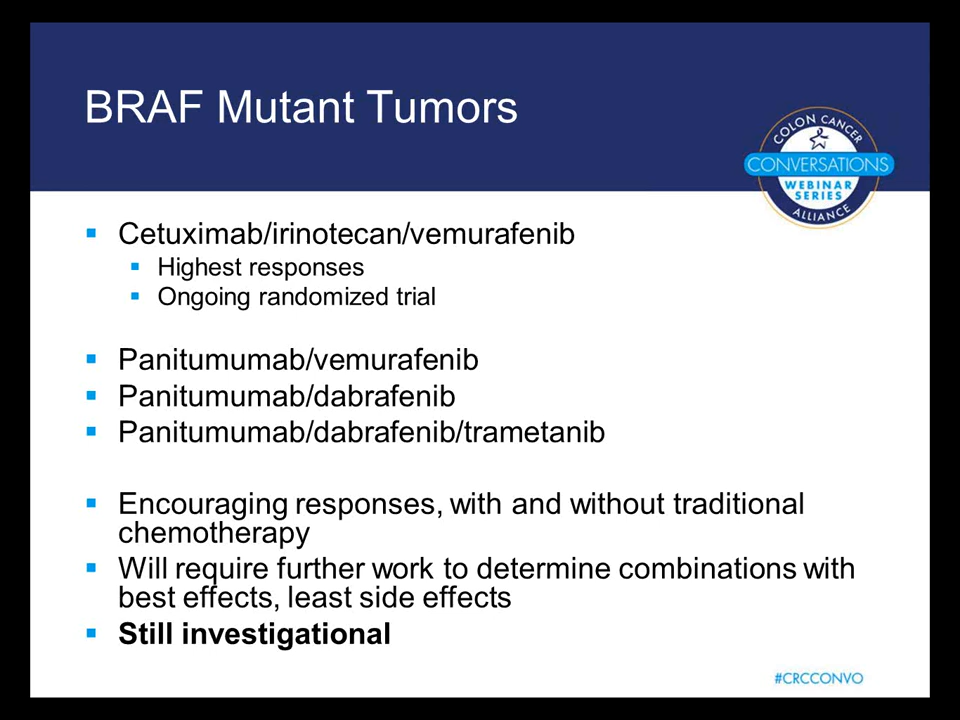 BRAF Mutant Tumors
COLON CANCER
CONVERSATIONS
WEBINAR
SERIES
ALLIANCE
Cetuximab/irinotecan/vemurafenib
Highest responses
Ongoing randomized trial
Panitumumab/vemurafenib
Panitumumab/dabrafenib
Panitumumab/dabrafenib/trametanib
Encouraging responses, with and without traditional
chemotherapy
Will require further work to determine combinations with
best effects, least side effects
Still investigational
#CRCCONVO